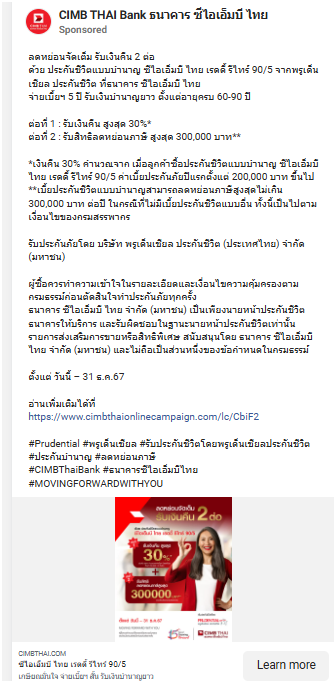 CIMB THAI Bank ธนาคาร ซีไอเอ็มบี ไทย
Sponsored
ลดหย่อนจัดเต็ม รับเงินคืน 2 ต่อ
ด้วย ประกันชีวิตแบบบำนาญ ซีไอเอ็มบี ไทย เรดดี้ รีไทร์ 90/5 จากพรูเด็น
เชียล ประกันชีวิต ที่ธนาคาร ซีไอเอ็มบี ไทย
จ่ายเบี้ยฯ 5 ปี รับเงินบำนาญยาว ตั้งแต่อายุครบ 60-90 ปี
ต่อที่ 1 : รับเงินคืน สูงสุด 30%*
ต่อที่ 2 : รับสิทธิลดหย่อนภาษี สูงสุด 300,000 บาท**
*เงินคืน 30% คำนวณจาก เมื่อลูกค้าซื้อประกันชีวิตแบบบำนาญ ซีไอเอ็มบี
ไทย เรดดี้ รีไทร์ 90/5 ค่าเบี้ยประกันภัยปีแรกตั้งแต่ 200,000 บาท ขึ้นไป
**เบี้ยประกันชีวิตแบบบำนาญสามารถลดหย่อนภาษีสูงสุดไม่เกิน
300,000 บาท ต่อปี ในกรณีที่ไม่มีเบี้ยประกันชีวิตแบบอื่น ทั้งนี้เป็นไปตาม
เงื่อนไขของกรมสรรพากร
รับประกันภัยโดย บริษัท พรูเด็นเชียล ประกันชีวิต (ประเทศไทย) จำกัด
(มหาชน)
ผู้ซื้อควรทำความเข้าใจในรายละเอียดและเงื่อนไขความคุ้มครองตาม
กรมธรรม์ก่อนตัดสินใจทำประกันภัยทุกครั้ง
ธนาคาร ซีไอเอ็มบี ไทย จำกัด (มหาชน) เป็นเพียงนายหน้าประกันชีวิต
ธนาคารให้บริการ และรับผิดชอบในฐานะนายหน้าประกันชีวิตเท่านั้น
รายการส่งเสริมการขายหรือสิทธิพิเศษ สนับสนุนโดย ธนาคาร ซีไอเอ็มบี
ไทย จำกัด (มหาชน) และไม่ถือเป็นส่วนหนึ่งของข้อกำหนดในกรมธรรม์
ตั้งแต่ วันนี้ – 31 ธ.ค.67
อ่านเพิ่มเติมได้ที่
https://www.cimbthaionlinecampaign.com/lc/CbiF2
#Prudential #พรูเด็นเชียล #รับประกันชีวิตโดยพรูเด็นเชียลประกันชีวิต
#ประกันบำนาญ #ลดหย่อนภาษี
#CIMBThaiBank #ธนาคารซีไอเอ็มบีไทย
#MOVINGFORWARDWITHYOU
ลดหย่อนจัดเต็ม
รับเงินคืน 2 ต่อ
30%*
+
300,000
PRUDENTIAL
CIMB THAI
CIMBTHAI.COM
ซีไอเอ็มบี ไทย เรดดี้ รีไทร์ 90/5
เกษียณมั่นใจ จ่ายเบี้ยฯ สั้น รับเงินบำนาญยาว
Learn more